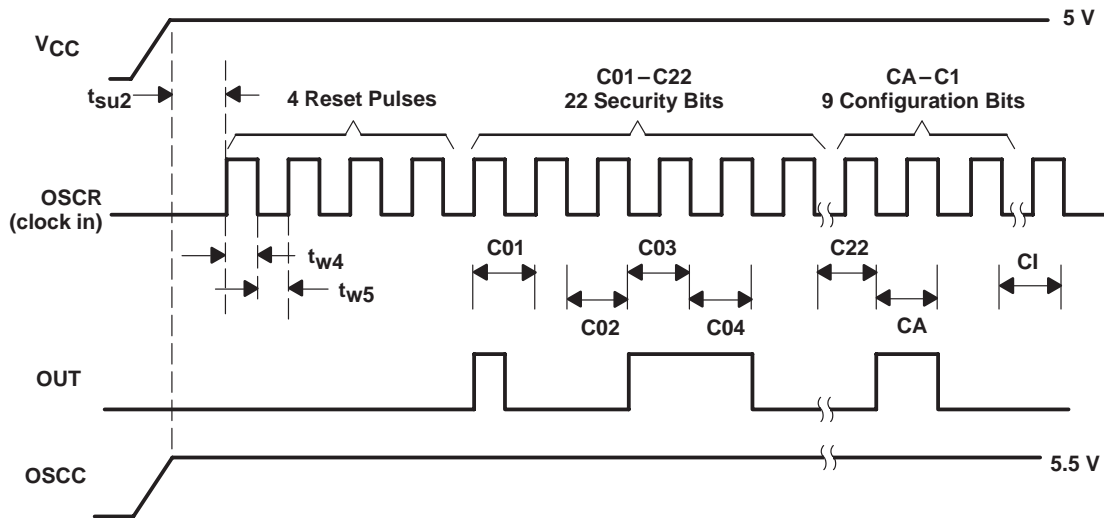 VCC
5 V
tsu2
4 Reset Pulses
C01–C22
22 Security Bits
CA–C1
9 Configuration Bits
OSCR
(clock in)
tw4
tw5
C01
C03
C22
CI
C02
C04
CA
OUT
OSCC
5.5 V